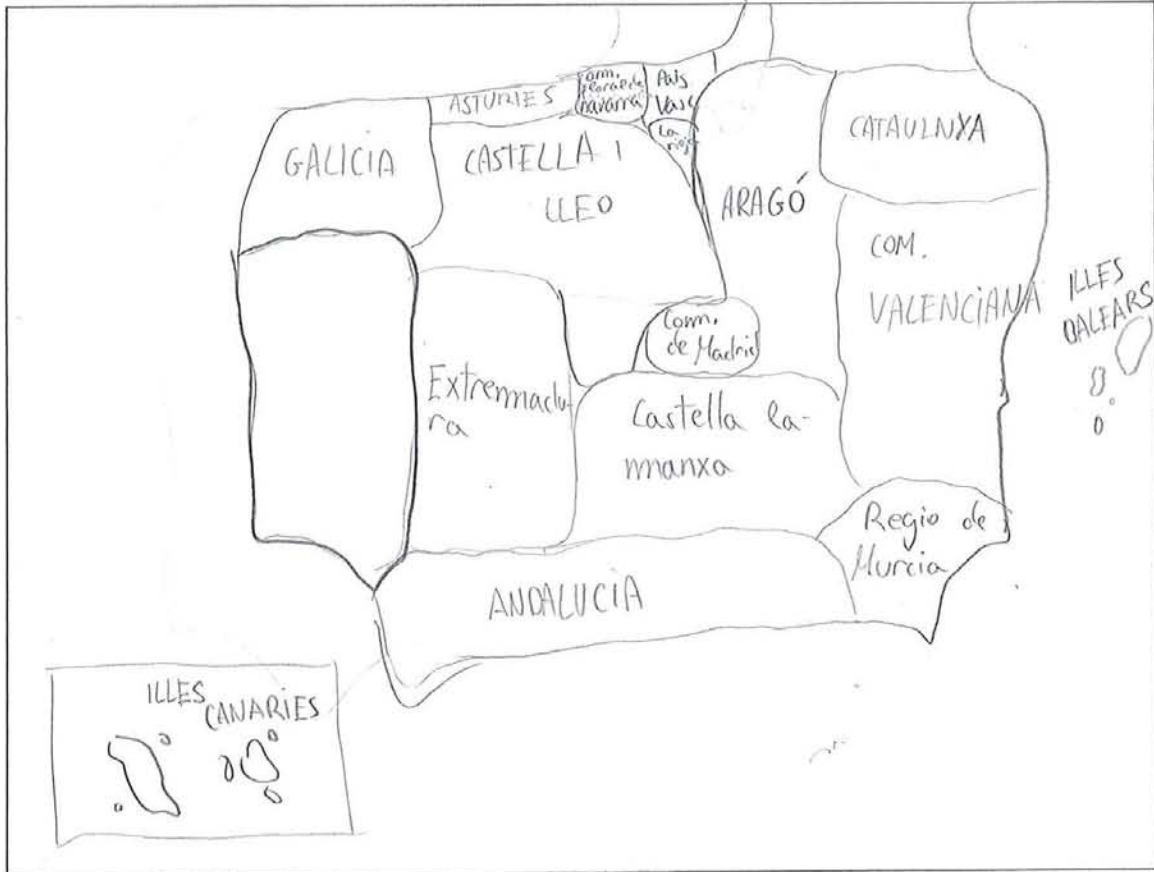 ASTURIES
Com.
Foral de
navarra
País
Vasc
La
rioja
GALICIA
CASTELLA I
LLEO
ARAGÓ
CATAULNXA
COM.
VALENCIANA
ILLES
BALEARS
Com.
de Madrid
Extremadu-
ra
Castella la-
manxa
Regio de
Murcia
ANDALUCIA
ILLES
CANARIES